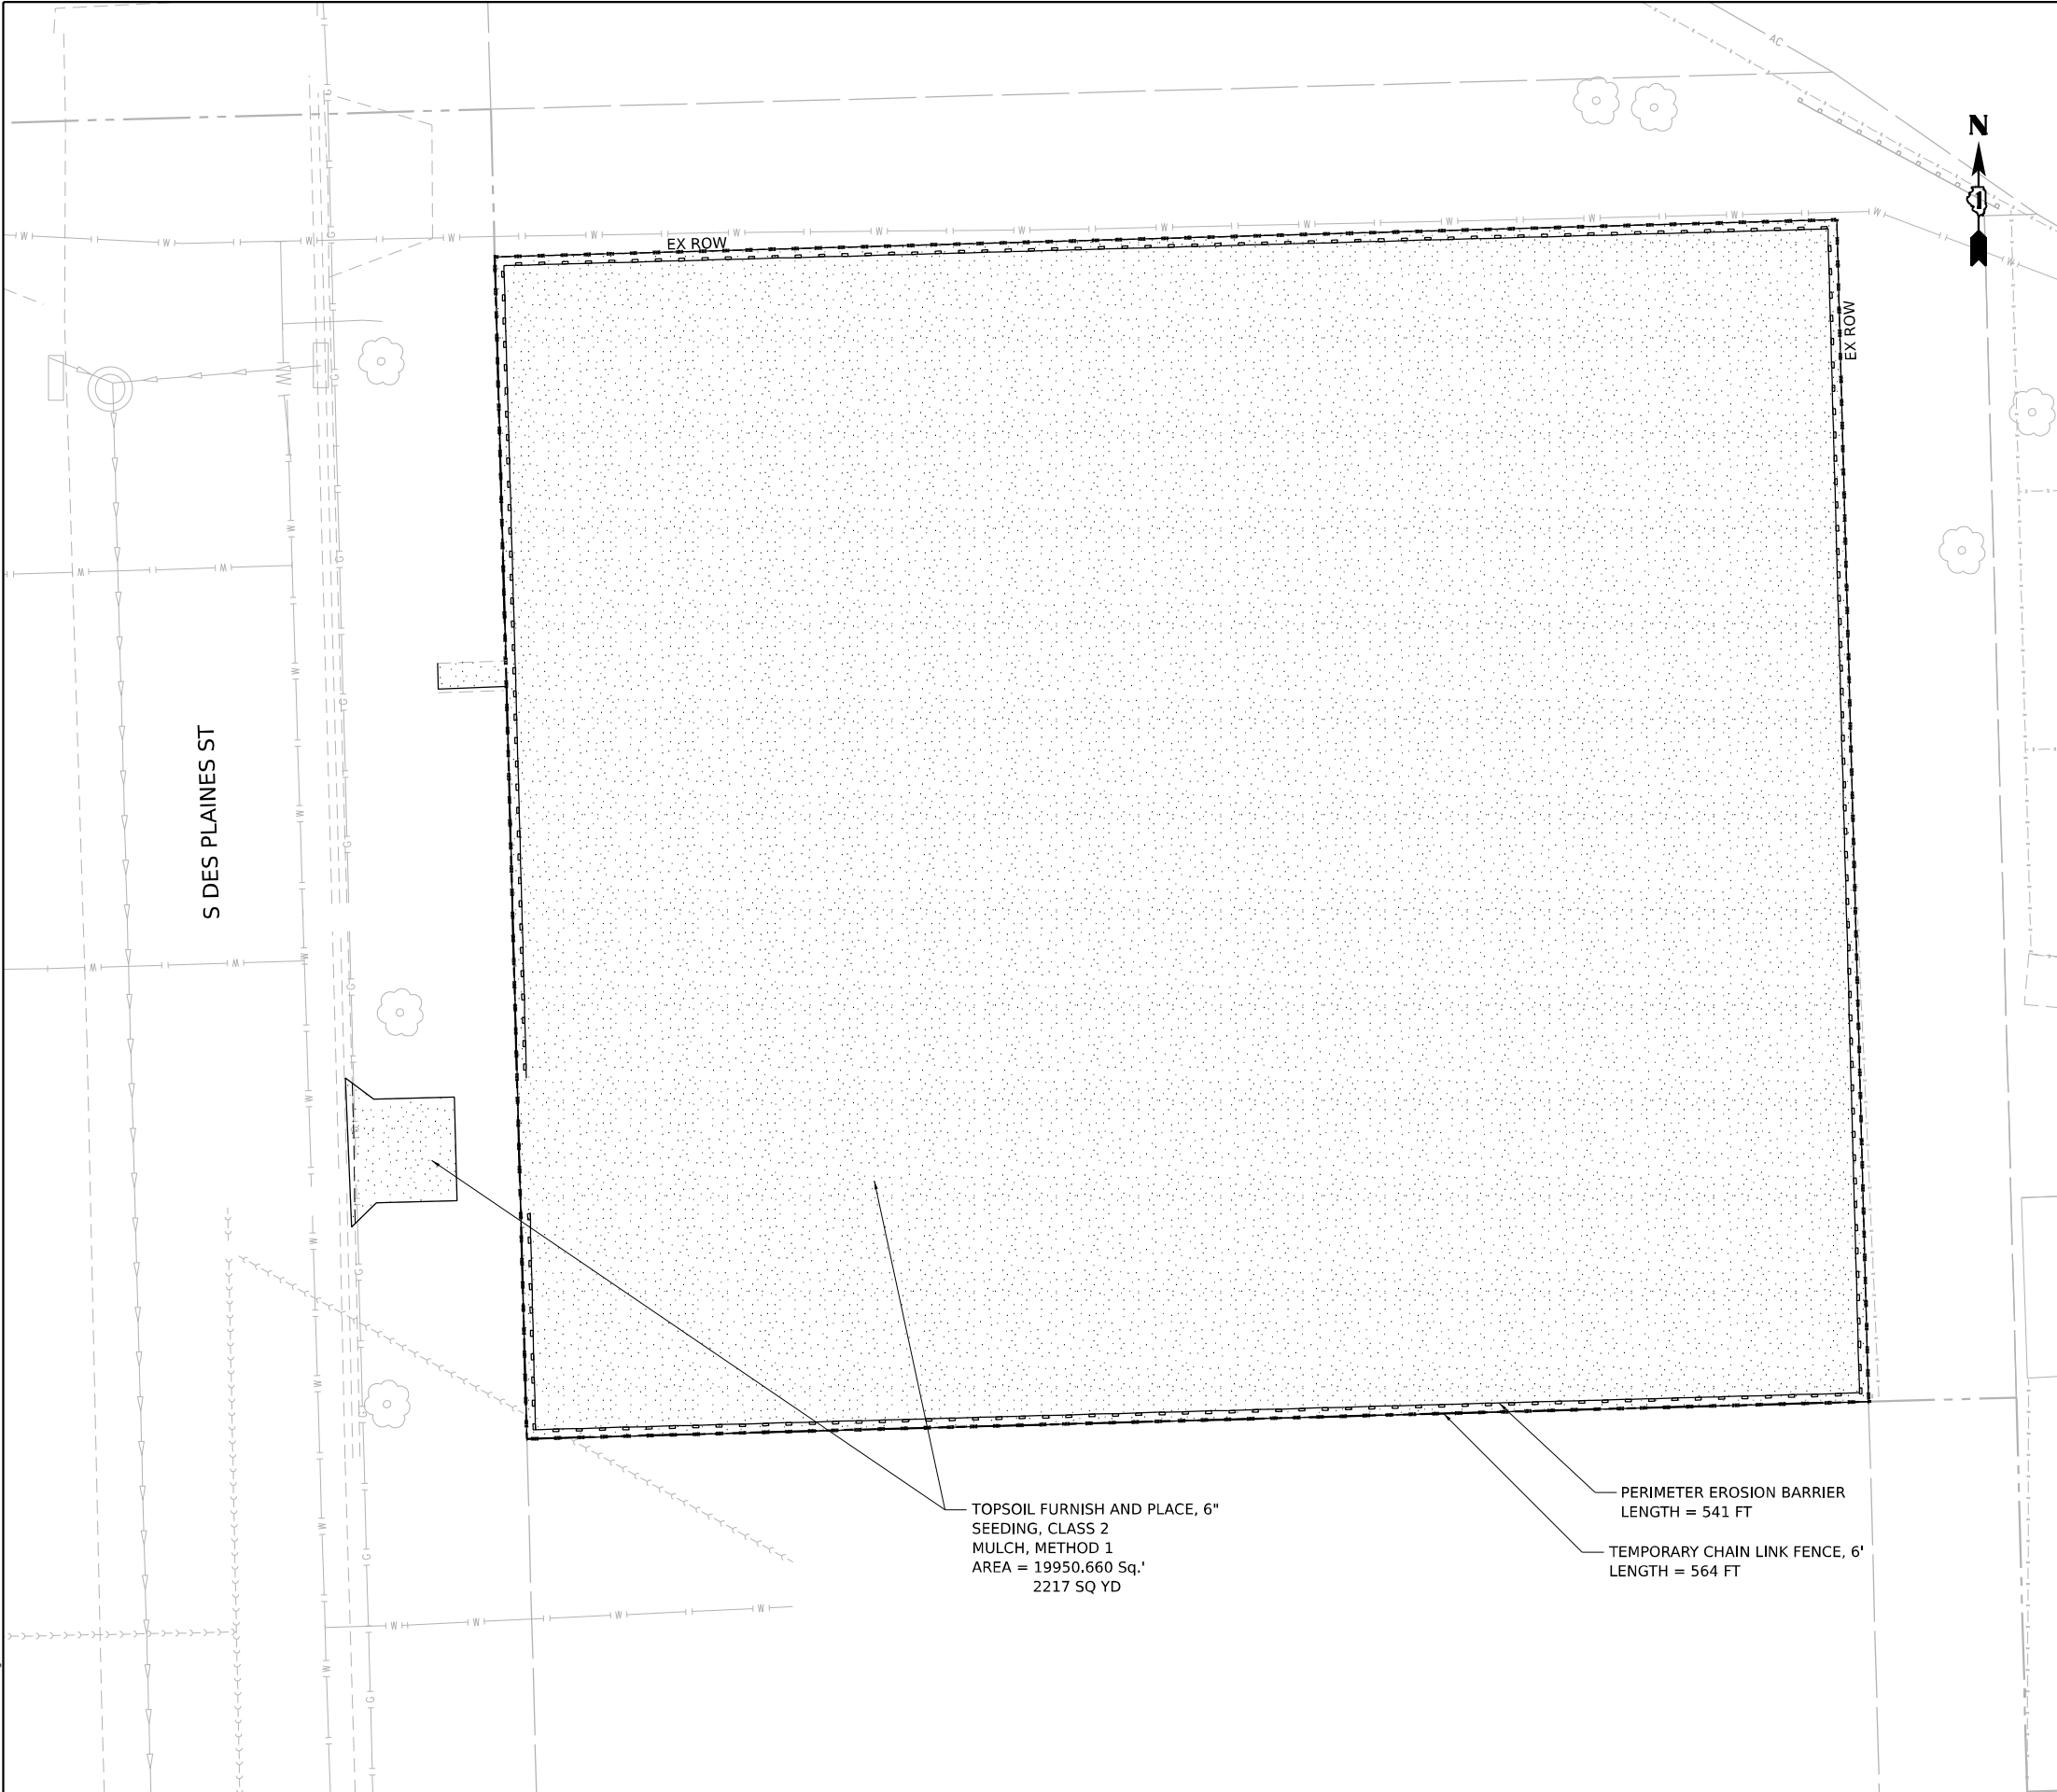 AC
N
EX ROW
EX ROW
S DES PLAINES ST
TOPSOIL FURNISH AND PLACE, 6"
SEEDING, CLASS 2
MULCH, METHOD 1
AREA = 19950.660 Sq.'
2217 SQ YD
PERIMETER EROSION BARRIER
LENGTH = 541 FT
TEMPORARY CHAIN LINK FENCE, 6'
LENGTH = 564 FT